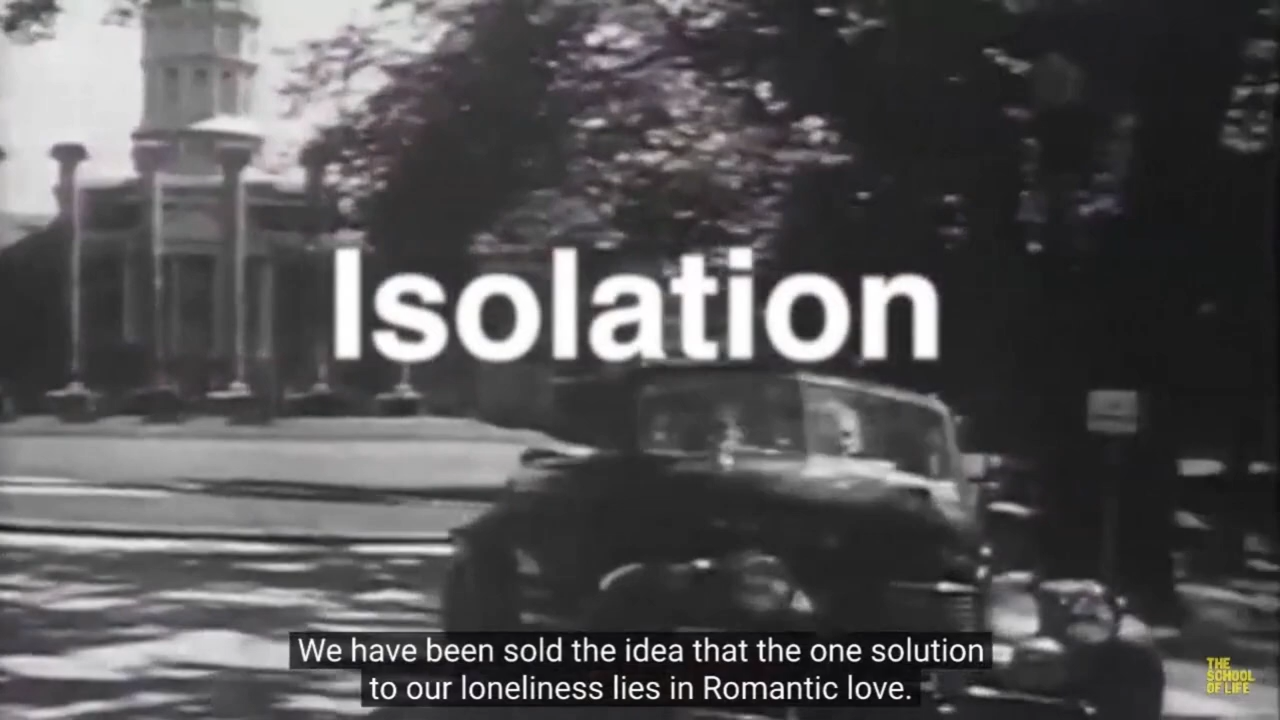 Isolation
We have been sold the idea that the one solution
to our loneliness lies in Romantic love.
THE
SCHOOL
OF LIFE